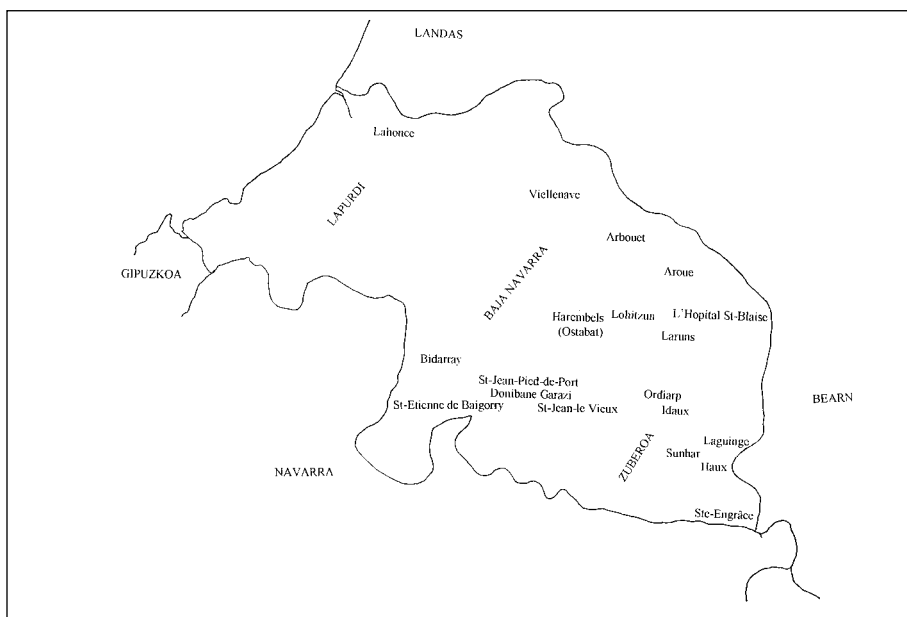 LANDAS
Lahonce
LAPURDI
Viellenave
Arbouet
GIPUZKOA
Aroue
BAJA NAVARRA
Harembels
(Ostabat)
Lohitzun
L'Hopital St-Blaise
Laruns
Bidarray
St-Jean-Pied-de-Port
Donibane Garazi
St-Etienne de Baigorry
St-Jean-le Vieux
Ordiarp
Idaux
BEARN
NAVARRA
ZUBEROA
Laguinge
Sunhar
Haux
Ste-Engrâce